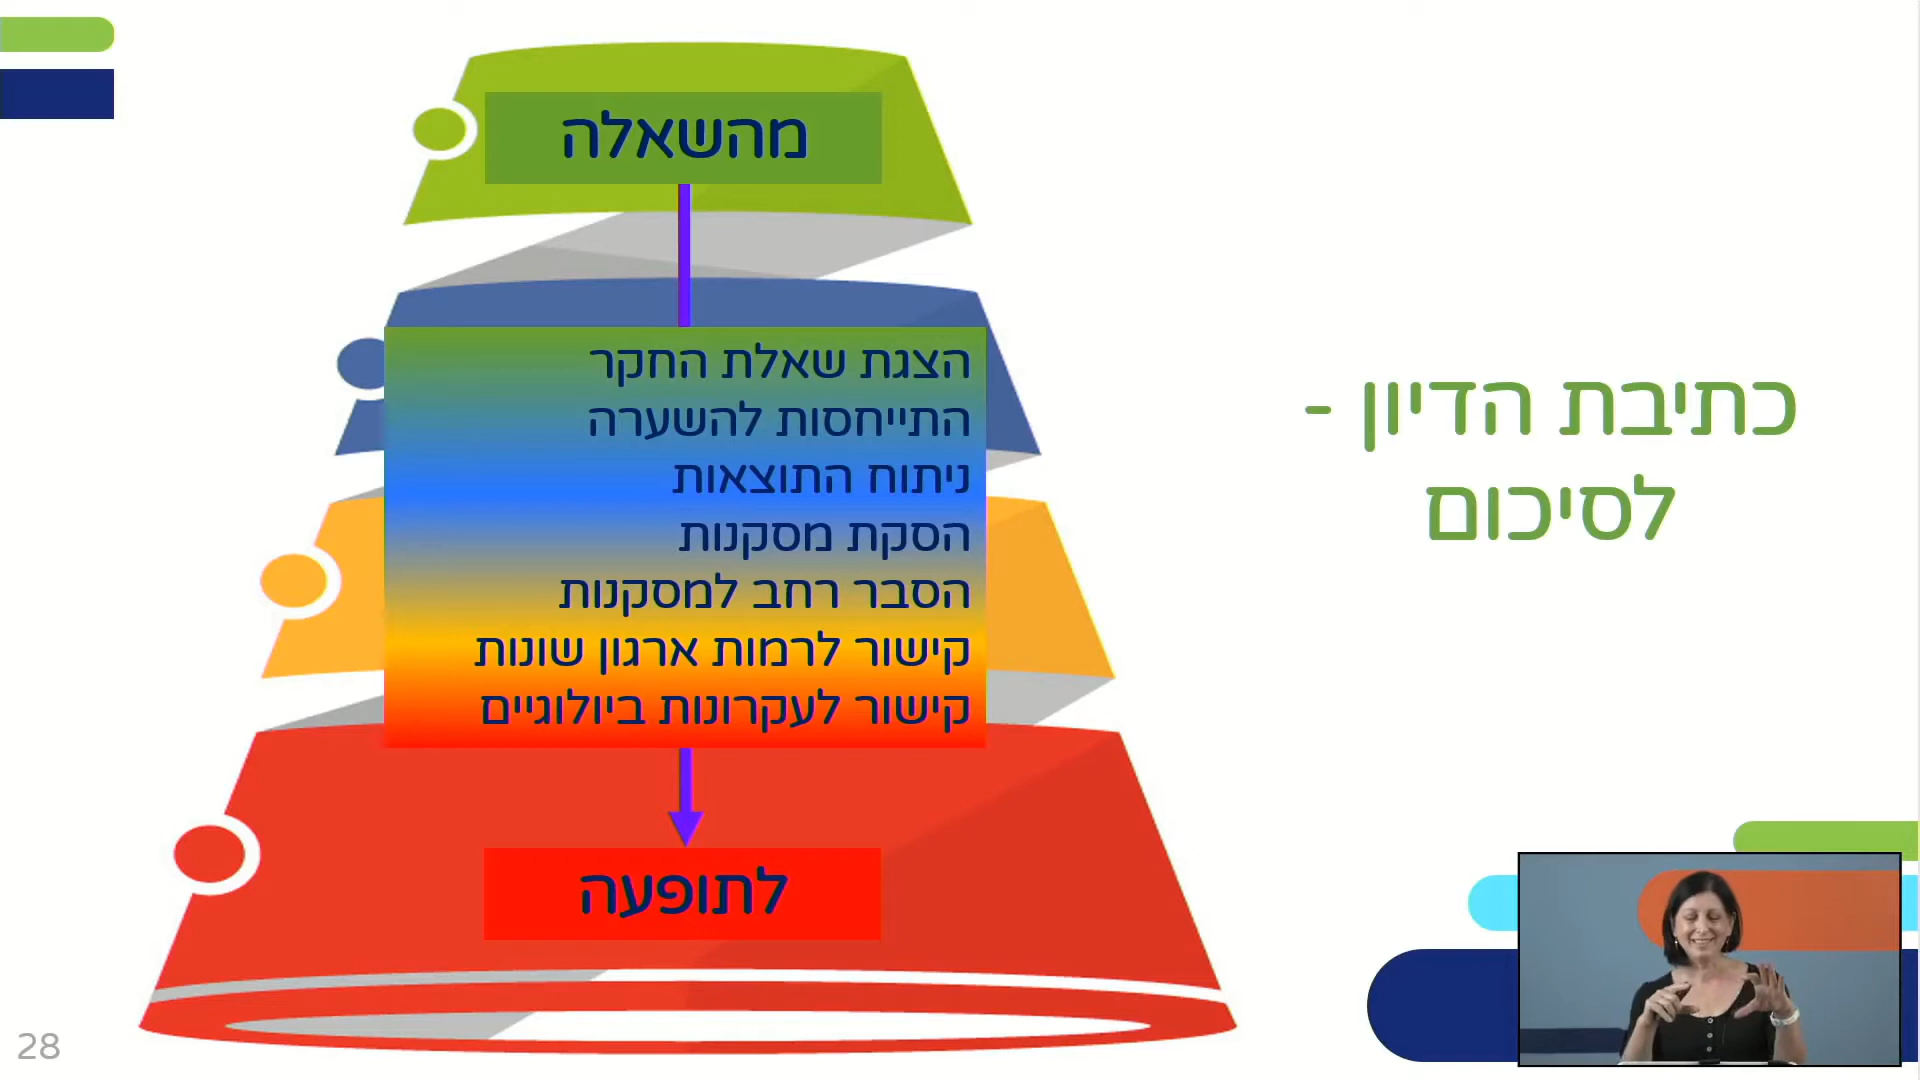 כתיבת הדיון -
לסיכום
מהשאלה
הצגת שאלת החקר
התייחסות להשערה
ניתוח התוצאות
הסקת מסקנות
הסבר רחב למסקנות
קישור לרמות ארגון שונות
קישור לעקרונות ביולוגיים
לתופעה
28